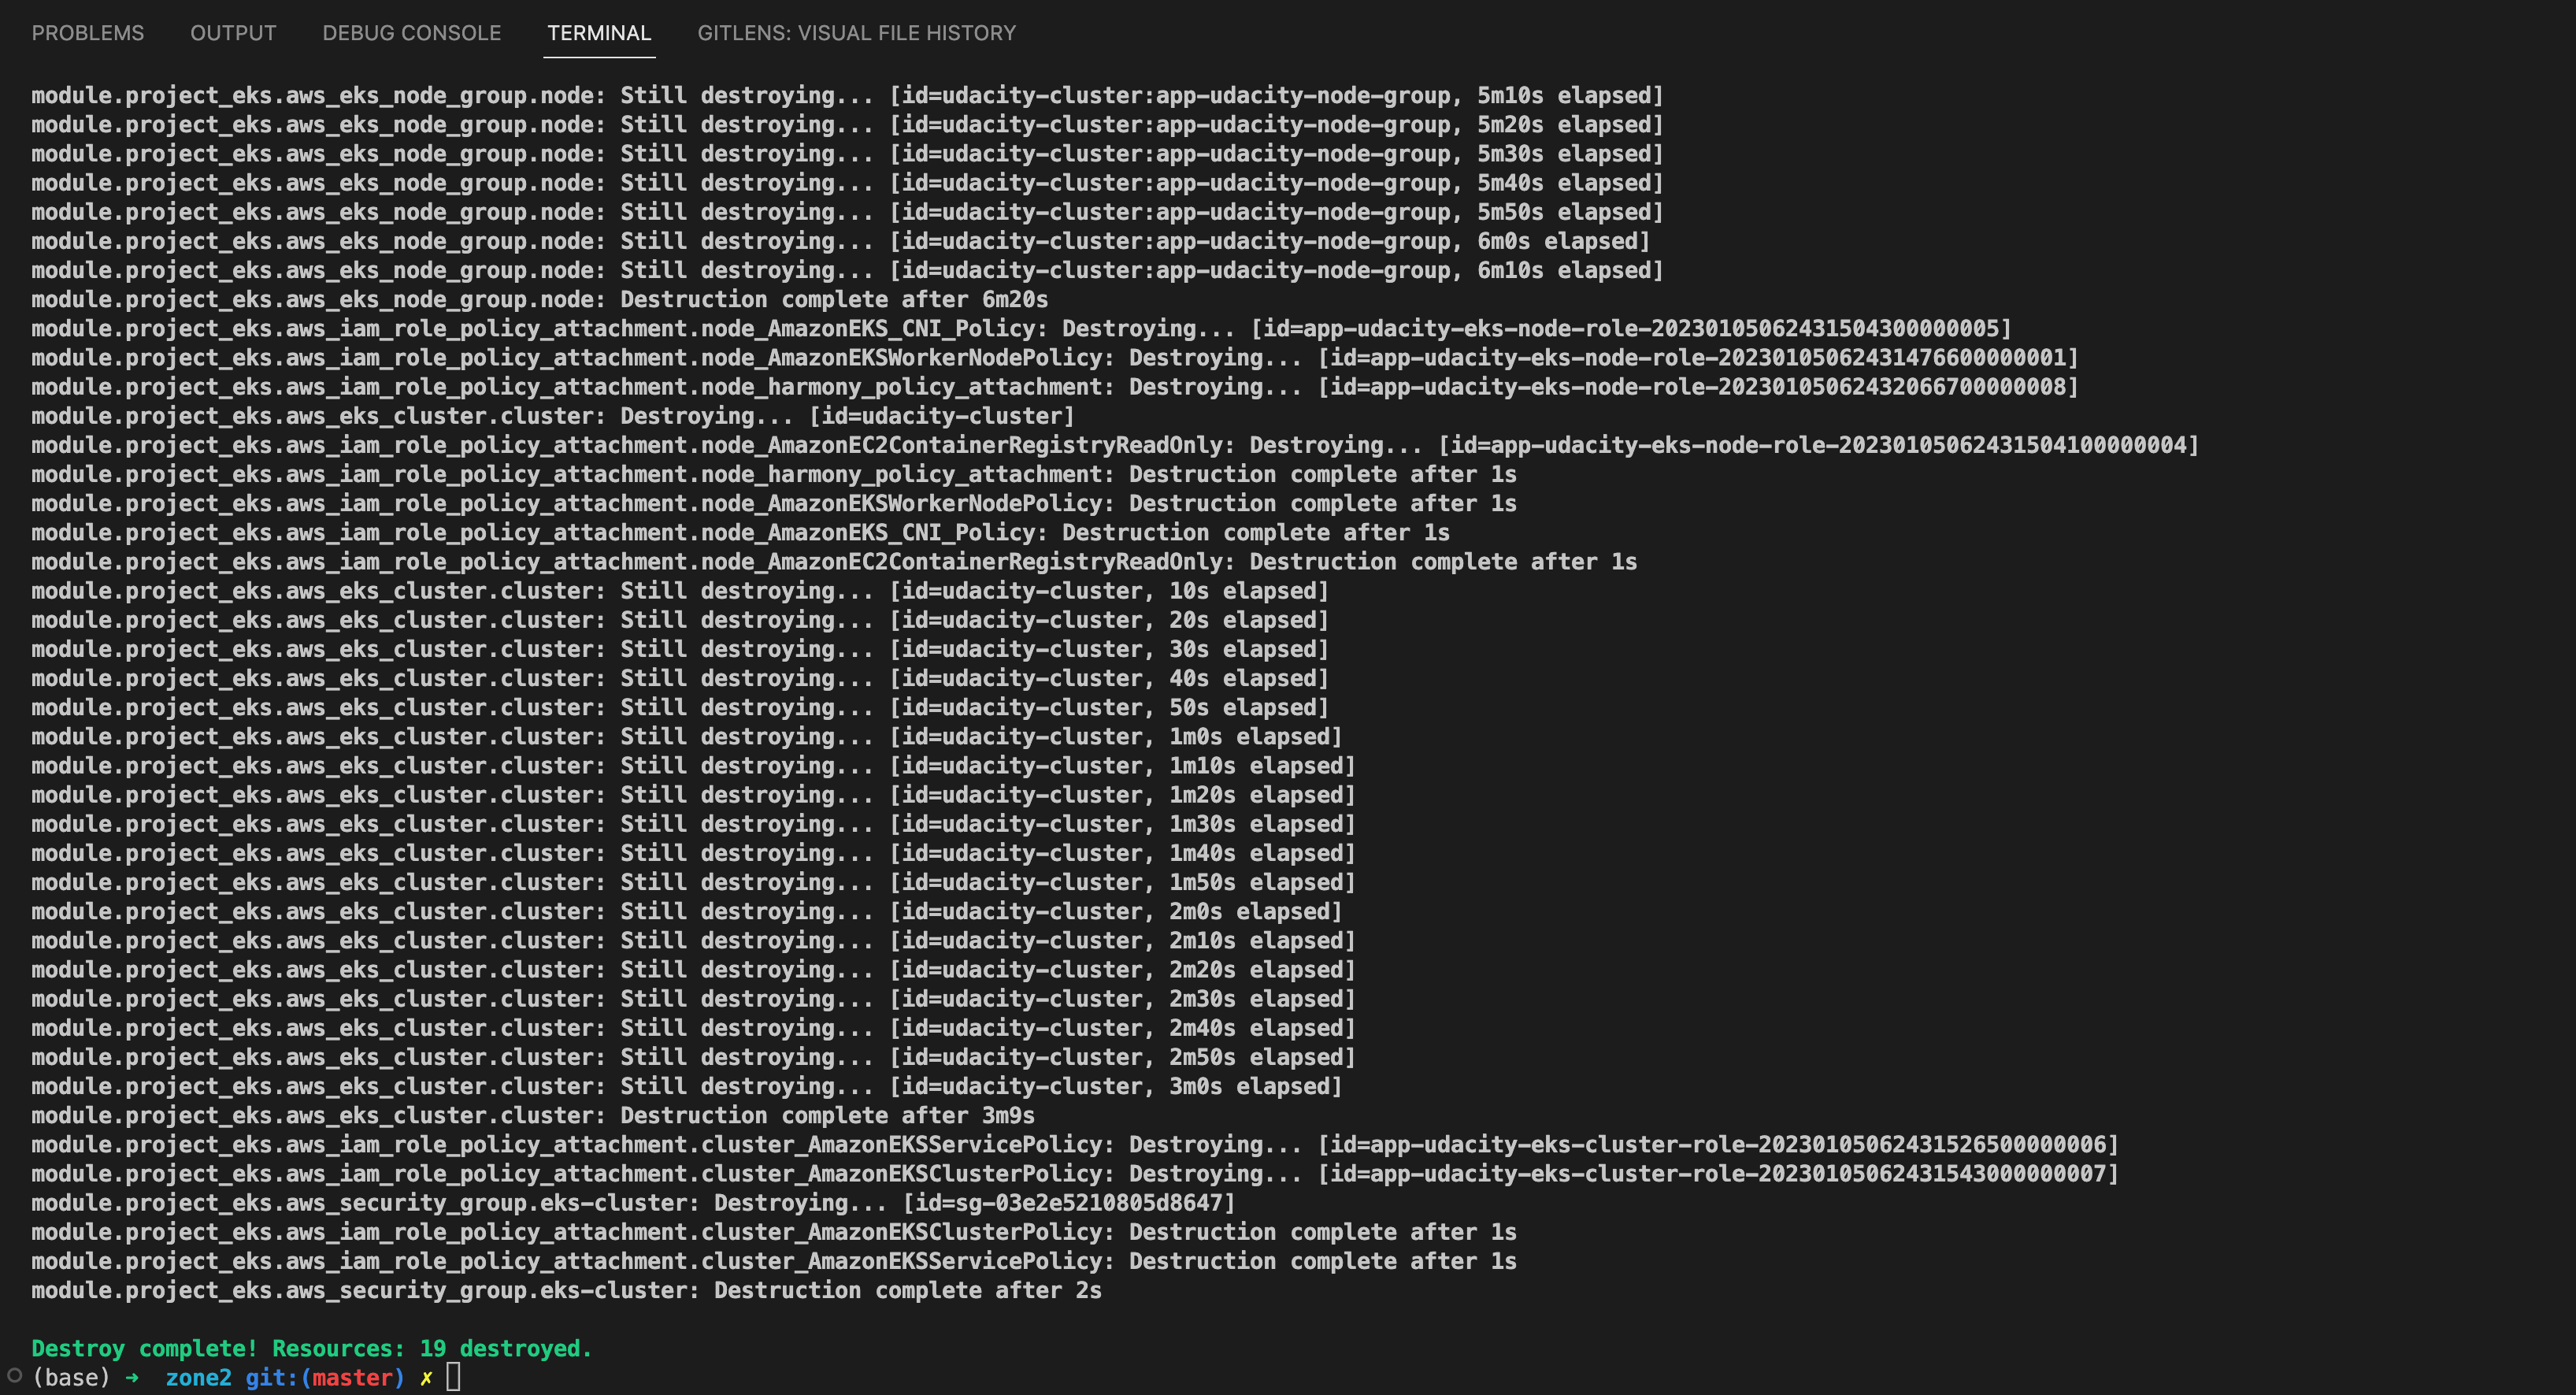 PROBLEMS OUTPUT DEBUG CONSOLE TERMINAL GITLENS: VISUAL FILE HISTORY
module.project_eks.aws_eks_node_group.node: Still destroying... [id=udacity-cluster:app-udacity-node-group, 5m10s elapsed]
module.project_eks.aws_eks_node_group.node: Still destroying... [id=udacity-cluster:app-udacity-node-group, 5m20s elapsed]
module.project_eks.aws_eks_node_group.node: Still destroying... [id=udacity-cluster:app-udacity-node-group, 5m30s elapsed]
module.project_eks.aws_eks_node_group.node: Still destroying... [id=udacity-cluster:app-udacity-node-group, 5m40s elapsed]
module.project_eks.aws_eks_node_group.node: Still destroying... [id=udacity-cluster:app-udacity-node-group, 5m50s elapsed]
module.project_eks.aws_eks_node_group.node: Still destroying... [id=udacity-cluster:app-udacity-node-group, 6m0s elapsed]
module.project_eks.aws_eks_node_group.node: Still destroying... [id=udacity-cluster:app-udacity-node-group, 6m10s elapsed]
module.project_eks.aws_eks_node_group.node: Destruction complete after 6m20s
module.project_eks.aws_iam_role_policy_attachment.node_AmazonEKS_CNI_Policy: Destroying... [id=app-udacity-eks-node-role-20230105062431504300000005]
module.project_eks.aws_iam_role_policy_attachment.node_AmazonEKSWorkerNodePolicy: Destroying... [id=app-udacity-eks-node-role-20230105062431476600000001]
module.project_eks.aws_iam_role_policy_attachment.node_harmony_policy_attachment: Destroying... [id=app-udacity-eks-node-role-20230105062432066700000008]
module.project_eks.aws_eks_cluster.cluster: Destroying... [id=udacity-cluster]
module.project_eks.aws_iam_role_policy_attachment.node_AmazonEC2ContainerRegistryReadOnly: Destroying... [id=app-udacity-eks-node-role-20230105062431504100000004]
module.project_eks.aws_iam_role_policy_attachment.node_harmony_policy_attachment: Destruction complete after 1s
module.project_eks.aws_iam_role_policy_attachment.node_AmazonEKSWorkerNodePolicy: Destruction complete after 1s
module.project_eks.aws_iam_role_policy_attachment.node_AmazonEKS_CNI_Policy: Destruction complete after 1s
module.project_eks.aws_iam_role_policy_attachment.node_AmazonEC2ContainerRegistryReadOnly: Destruction complete after 1s
module.project_eks.aws_eks_cluster.cluster: Still destroying... [id=udacity-cluster, 10s elapsed]
module.project_eks.aws_eks_cluster.cluster: Still destroying... [id=udacity-cluster, 20s elapsed]
module.project_eks.aws_eks_cluster.cluster: Still destroying... [id=udacity-cluster, 30s elapsed]
module.project_eks.aws_eks_cluster.cluster: Still destroying... [id=udacity-cluster, 40s elapsed]
module.project_eks.aws_eks_cluster.cluster: Still destroying... [id=udacity-cluster, 50s elapsed]
module.project_eks.aws_eks_cluster.cluster: Still destroying... [id=udacity-cluster, 1m0s elapsed]
module.project_eks.aws_eks_cluster.cluster: Still destroying... [id=udacity-cluster, 1m10s elapsed]
module.project_eks.aws_eks_cluster.cluster: Still destroying... [id=udacity-cluster, 1m20s elapsed]
module.project_eks.aws_eks_cluster.cluster: Still destroying... [id=udacity-cluster, 1m30s elapsed]
module.project_eks.aws_eks_cluster.cluster: Still destroying... [id=udacity-cluster, 1m40s elapsed]
module.project_eks.aws_eks_cluster.cluster: Still destroying... [id=udacity-cluster, 1m50s elapsed]
module.project_eks.aws_eks_cluster.cluster: Still destroying... [id=udacity-cluster, 2m0s elapsed]
module.project_eks.aws_eks_cluster.cluster: Still destroying... [id=udacity-cluster, 2m10s elapsed]
module.project_eks.aws_eks_cluster.cluster: Still destroying... [id=udacity-cluster, 2m20s elapsed]
module.project_eks.aws_eks_cluster.cluster: Still destroying... [id=udacity-cluster, 2m30s elapsed]
module.project_eks.aws_eks_cluster.cluster: Still destroying... [id=udacity-cluster, 2m40s elapsed]
module.project_eks.aws_eks_cluster.cluster: Still destroying... [id=udacity-cluster, 2m50s elapsed]
module.project_eks.aws_eks_cluster.cluster: Still destroying... [id=udacity-cluster, 3m0s elapsed]
module.project_eks.aws_eks_cluster.cluster: Destruction complete after 3m9s
module.project_eks.aws_iam_role_policy_attachment.cluster_AmazonEKSServicePolicy: Destroying... [id=app-udacity-eks-cluster-role-20230105062431526500000006]
module.project_eks.aws_iam_role_policy_attachment.cluster_AmazonEKSClusterPolicy: Destroying... [id=app-udacity-eks-cluster-role-20230105062431543000000007]
module.project_eks.aws_security_group.eks-cluster: Destroying... [id=sg-03e2e5210805d8647]
module.project_eks.aws_iam_role_policy_attachment.cluster_AmazonEKSClusterPolicy: Destruction complete after 1s
module.project_eks.aws_iam_role_policy_attachment.cluster_AmazonEKSServicePolicy: Destruction complete after 1s
module.project_eks.aws_security_group.eks-cluster: Destruction complete after 2s
Destroy complete! Resources: 19 destroyed.
(base) ➜ zone2 git:(master) ✗